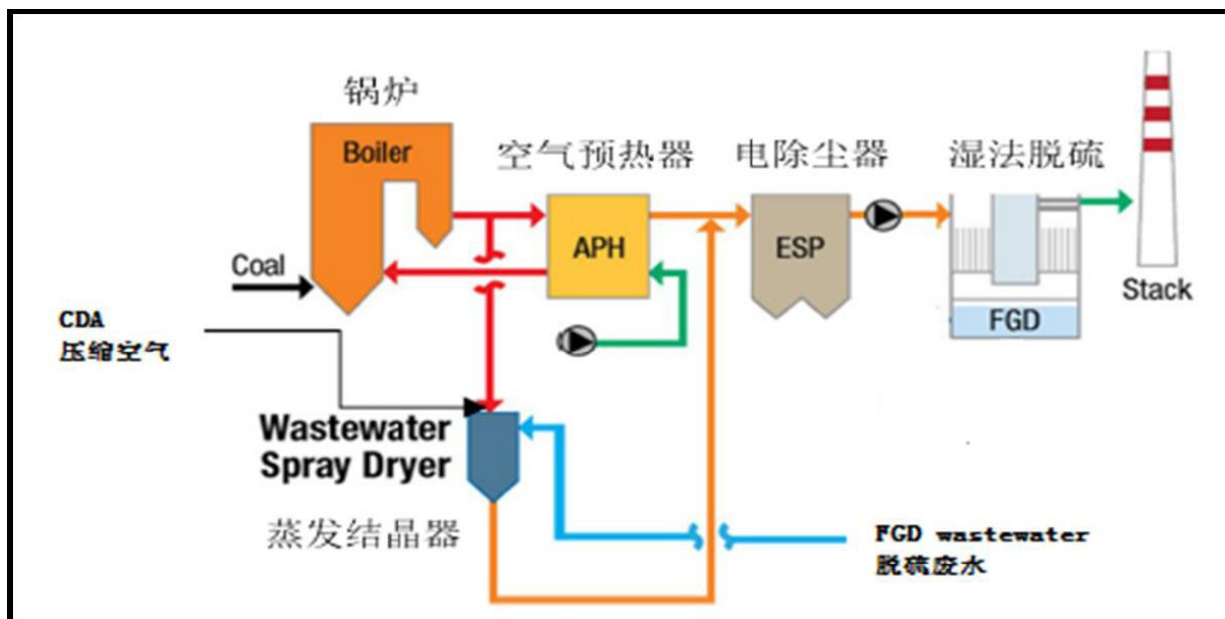 锅炉
Boiler
空气预热器
电除尘器
湿法脱硫
APH
ESP
Coal
Stack
FGD
CDA
压缩空气
Wastewater
Spray Dryer
蒸发结晶器
FGD wastewater
脱硫废水